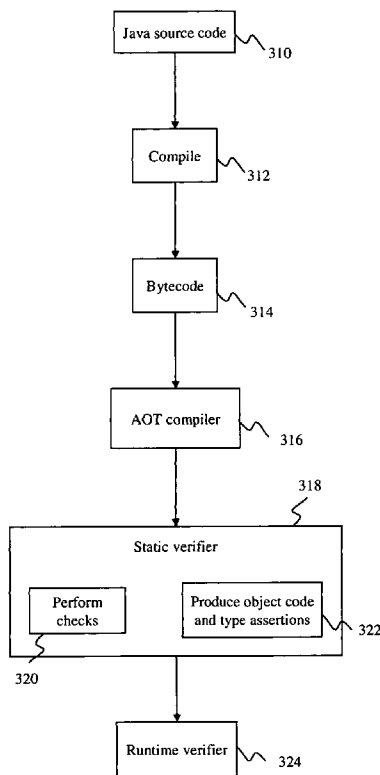 Java source code
310
Compile
312
Bytecode
314
AOT compiler
316
318
Static verifier
Perform
checks
320
Produce object code
and type assertions
322
Runtime verifier
324